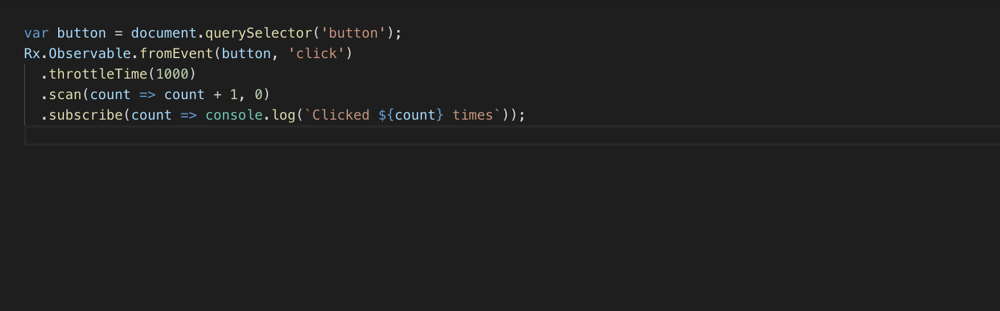 var button = document.querySelector('button');
Rx.Observable.fromEvent(button, 'click')
  .throttleTime(1000)
  .scan(count => count + 1, 0)
  .subscribe(count => console.log(`Clicked ${count} times`));